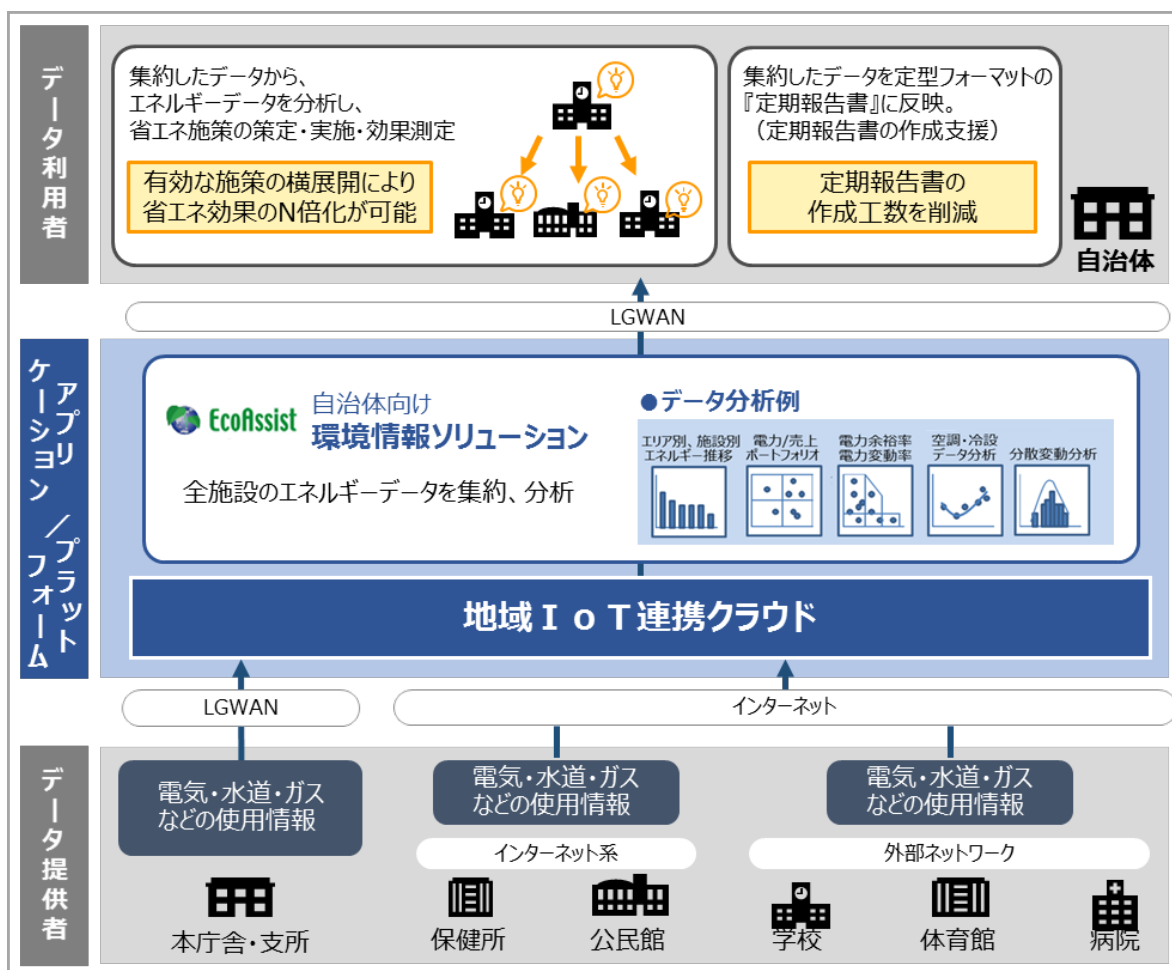 データ利用者
集約したデータから、
エネルギーデータを分析し、
省エネ施策の策定・実施・効果測定
有効な施策の横展開により
省エネ効果のN倍化が可能
集約したデータを定型フォーマットの
『定期報告書』に反映。
（定期報告書の作成支援）
定期報告書の
作成工数を削減
自治体
LGWAN
アプリケーション／プラットフォーム
EcoAssist
自治体向け
環境情報ソリューション
全施設のエネルギーデータを集約、分析
●データ分析例
エリア別、施設別
エネルギー推移
電力/売上
ポートフォリオ
電力余裕率
電力変動率
空調・冷設
データ分析
分散変動分析
地域ＩｏＴ連携クラウド
LGWAN
インターネット
データ提供者
電気・水道・ガス
などの使用情報
電気・水道・ガス
などの使用情報
電気・水道・ガス
などの使用情報
インターネット系
外部ネットワーク
本庁舎・支所
保健所
公民館
学校
体育館
病院